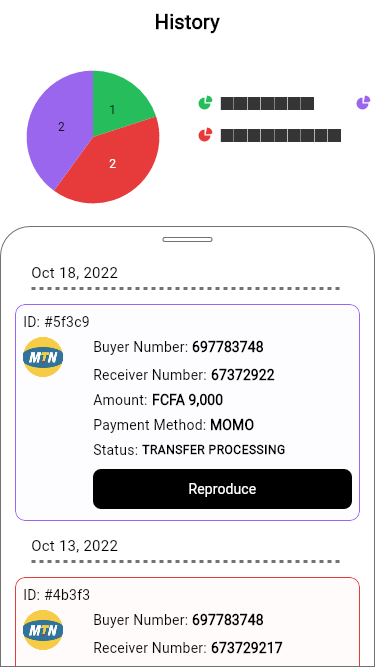 History
1
2
2
Oct 18, 2022
ID: #5f3c9
MTN
Buyer Number: 697783748
Receiver Number: 67372922
Amount: FCFA 9,000
Payment Method: MOMO
Status: TRANSFER PROCESSING
Reproduce
Oct 13, 2022
ID: #4b3f3
MTN
Buyer Number: 697783748
Receiver Number: 673729217